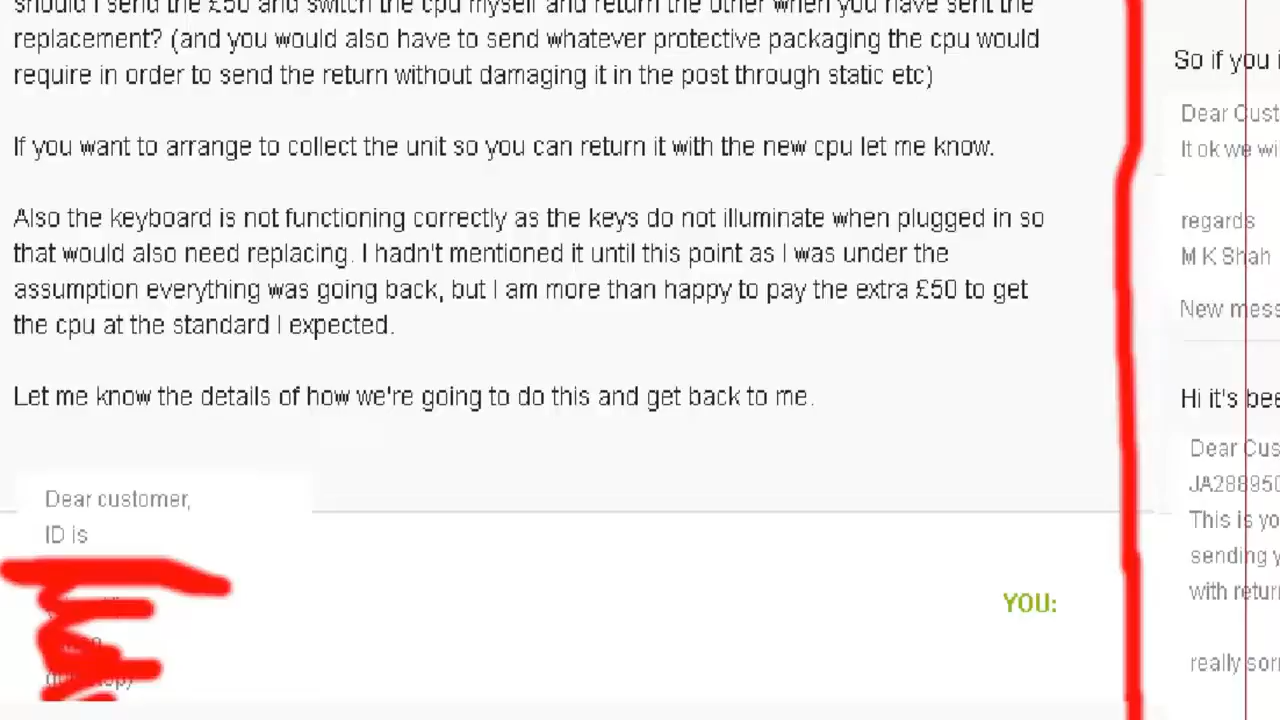 should I send the £50 and switch the cpu myself and return the other when you have sent the
replacement? (and you would also have to send whatever protective packaging the cpu would
require in order to send the return without damaging it in the post through static etc)
If you want to arrange to collect the unit so you can return it with the new cpu let me know.
Also the keyboard is not functioning correctly as the keys do not illuminate when plugged in so
that would also need replacing. I hadn't mentioned it until this point as I was under the
assumption everything was going back, but I am more than happy to pay the extra £50 to get
the cpu at the standard I expected.
Let me know the details of how we're going to do this and get back to me.
Dear customer,
ID is
YOU:
So if you i
Dear Cust
It ok we wi
regards
M K Shah
New mess
Hi it's bee
Dear Cus
JA288950
This is yo
sending y
with return
really sorr